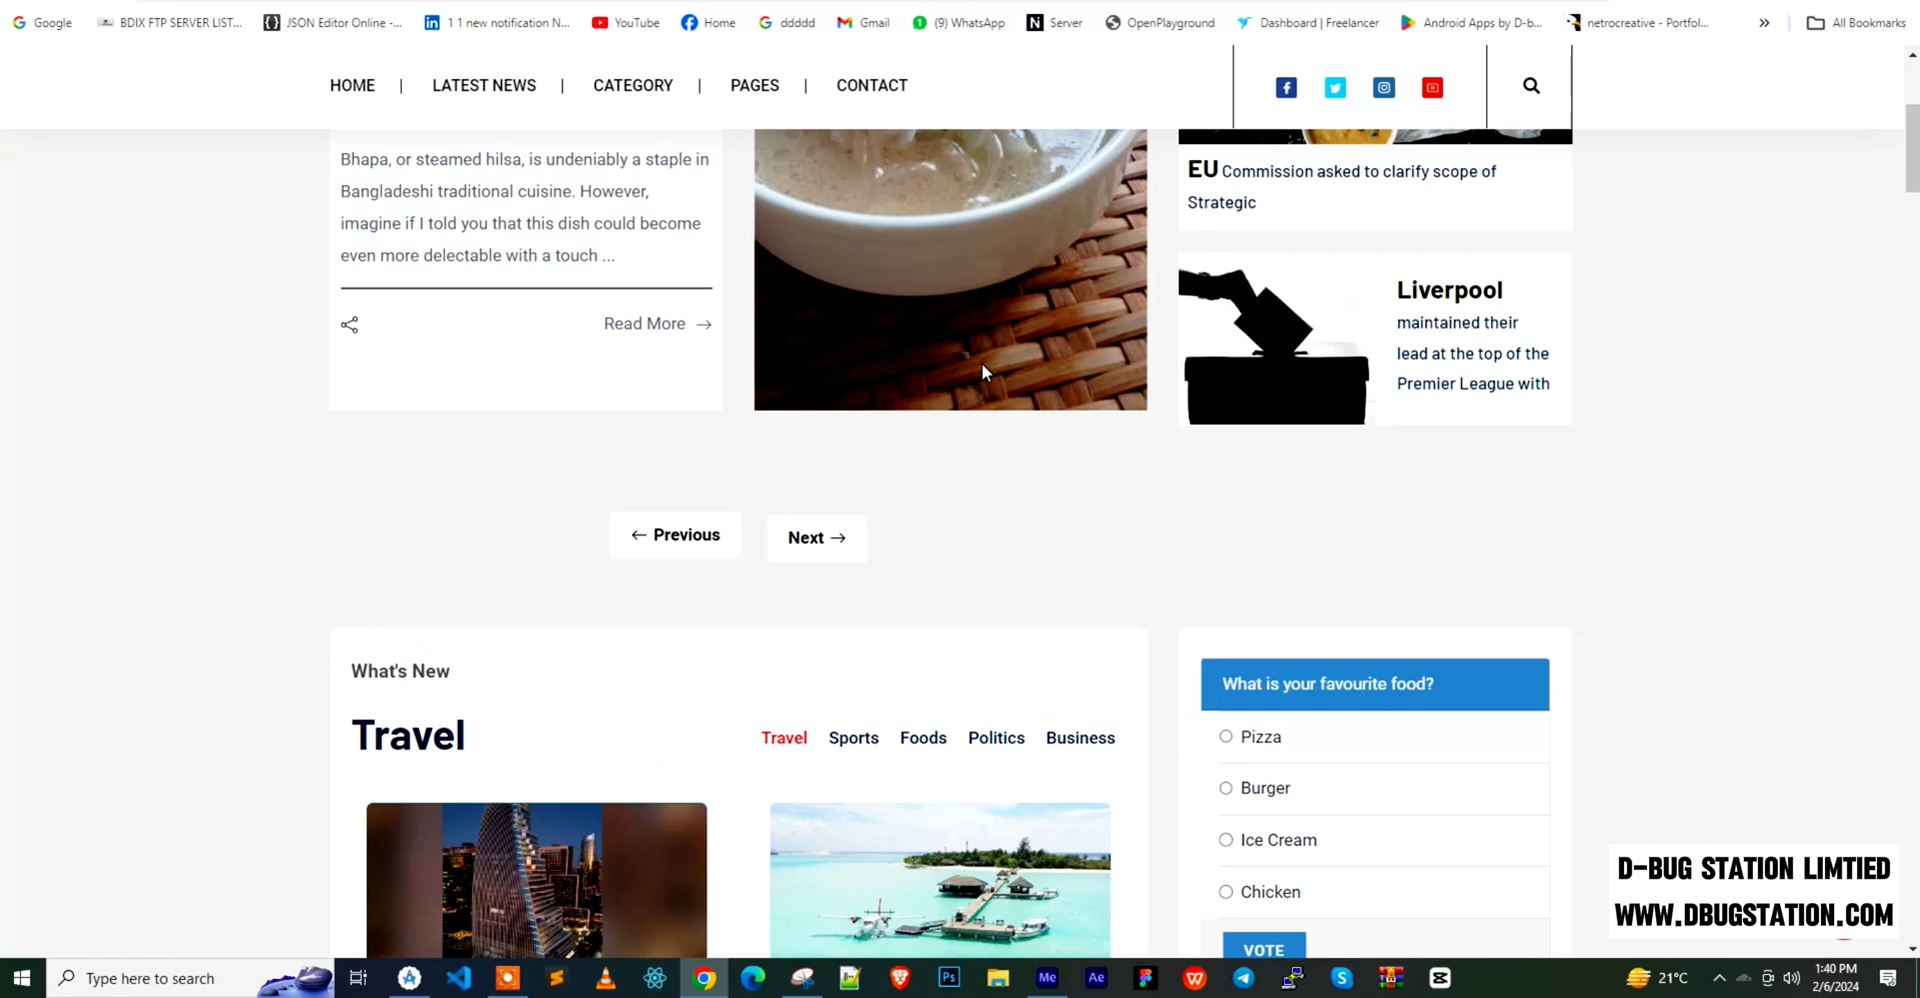 Google BDIX FTP SERVER LIST... JSON Editor Online -... 1 1 new notification N... YouTube Home ddddd Gmail (9) WhatsApp Server OpenPlayground Dashboard | Freelancer Android Apps by D-b... netrocreative - Portfol... » All Bookmarks
HOME | LATEST NEWS | CATEGORY | PAGES | CONTACT
Bhapa, or steamed hilsa, is undeniably a staple in
Bangladeshi traditional cuisine. However,
imagine if I told you that this dish could become
even more delectable with a touch ...
Read More →
EU Commission asked to clarify scope of
Strategic
Liverpool
maintained their
lead at the top of the
Premier League with
← Previous
Next →
What's New
Travel
Travel Sports Foods Politics Business
What is your favourite food?
Pizza
Burger
Ice Cream
Chicken
VOTE
D-BUG STATION LIMTIED
WWW.DBUGSTATION.COM
Type here to search
21°C
1:40 PM
2/6/2024